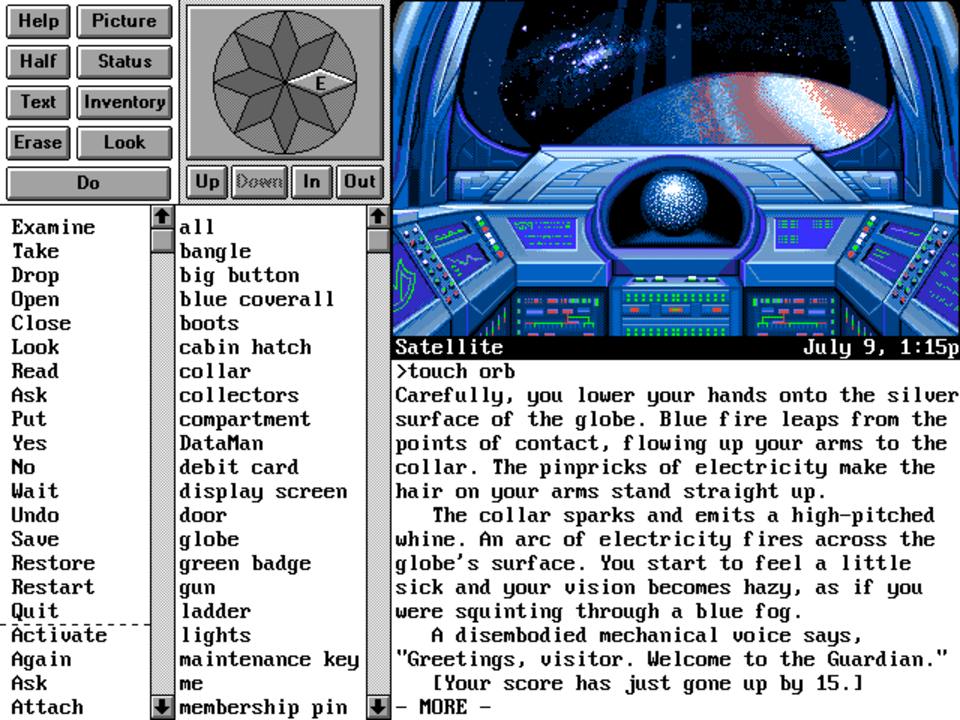 Help Picture
Half Status
Text Inventory
Erase Look
Do
E
Up Down In Out
Examine
Take
Drop
Open
Close
Look
Read
Ask
Put
Yes
No
Wait
Undo
Save
Restore
Restart
Quit
Activate
Again
Ask
Attach
all
bangle
big button
blue coverall
boots
cabin hatch
collar
collectors
compartment
DataMan
debit card
display screen
door
globe
green badge
gun
ladder
lights
maintenance key
me
membership pin
Satellite July 9, 1:15p
>touch orb
Carefully, you lower your hands onto the silver
surface of the globe. Blue fire leaps from the
points of contact, flowing up your arms to the
collar. The pinpricks of electricity make the
hair on your arms stand straight up.
The collar sparks and emits a high-pitched
whine. An arc of electricity fires across the
globe's surface. You start to feel a little
sick and your vision becomes hazy, as if you
were squinting through a blue fog.
A disembodied mechanical voice says,
"Greetings, visitor. Welcome to the Guardian."
[Your score has just gone up by 15.]
- MORE -